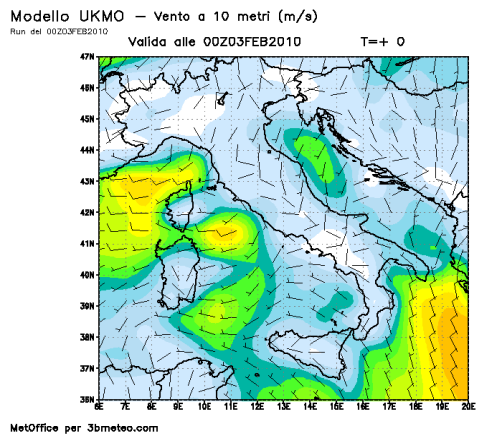 Modello UKMO – Vento a 10 metri (m/s)
Run del 00Z03FEB2010
Valida alle 00Z03FEB2010 T=+ 0
47N
46N
45N
44N
43N
42N
41N
40N
39N
38N
37N
36N
35N
6E 7E 8E 9E 10E 11E 12E 13E 14E 15E 16E 17E 18E 19E 20E
MetOffice per 3bmeteo.com